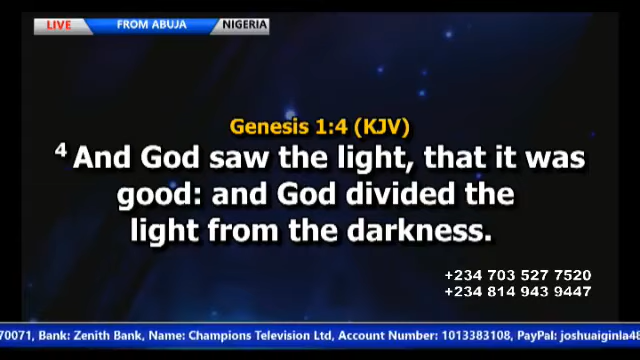 LIVE FROM ABUJA NIGERIA
Genesis 1:4 (KJV)
4 And God saw the light, that it was
good: and God divided the
light from the darkness.
+234 703 527 7520
+234 814 943 9447
70071, Bank: Zenith Bank, Name: Champions Television Ltd, Account Number: 1013383108, PayPal: joshuaiginla48